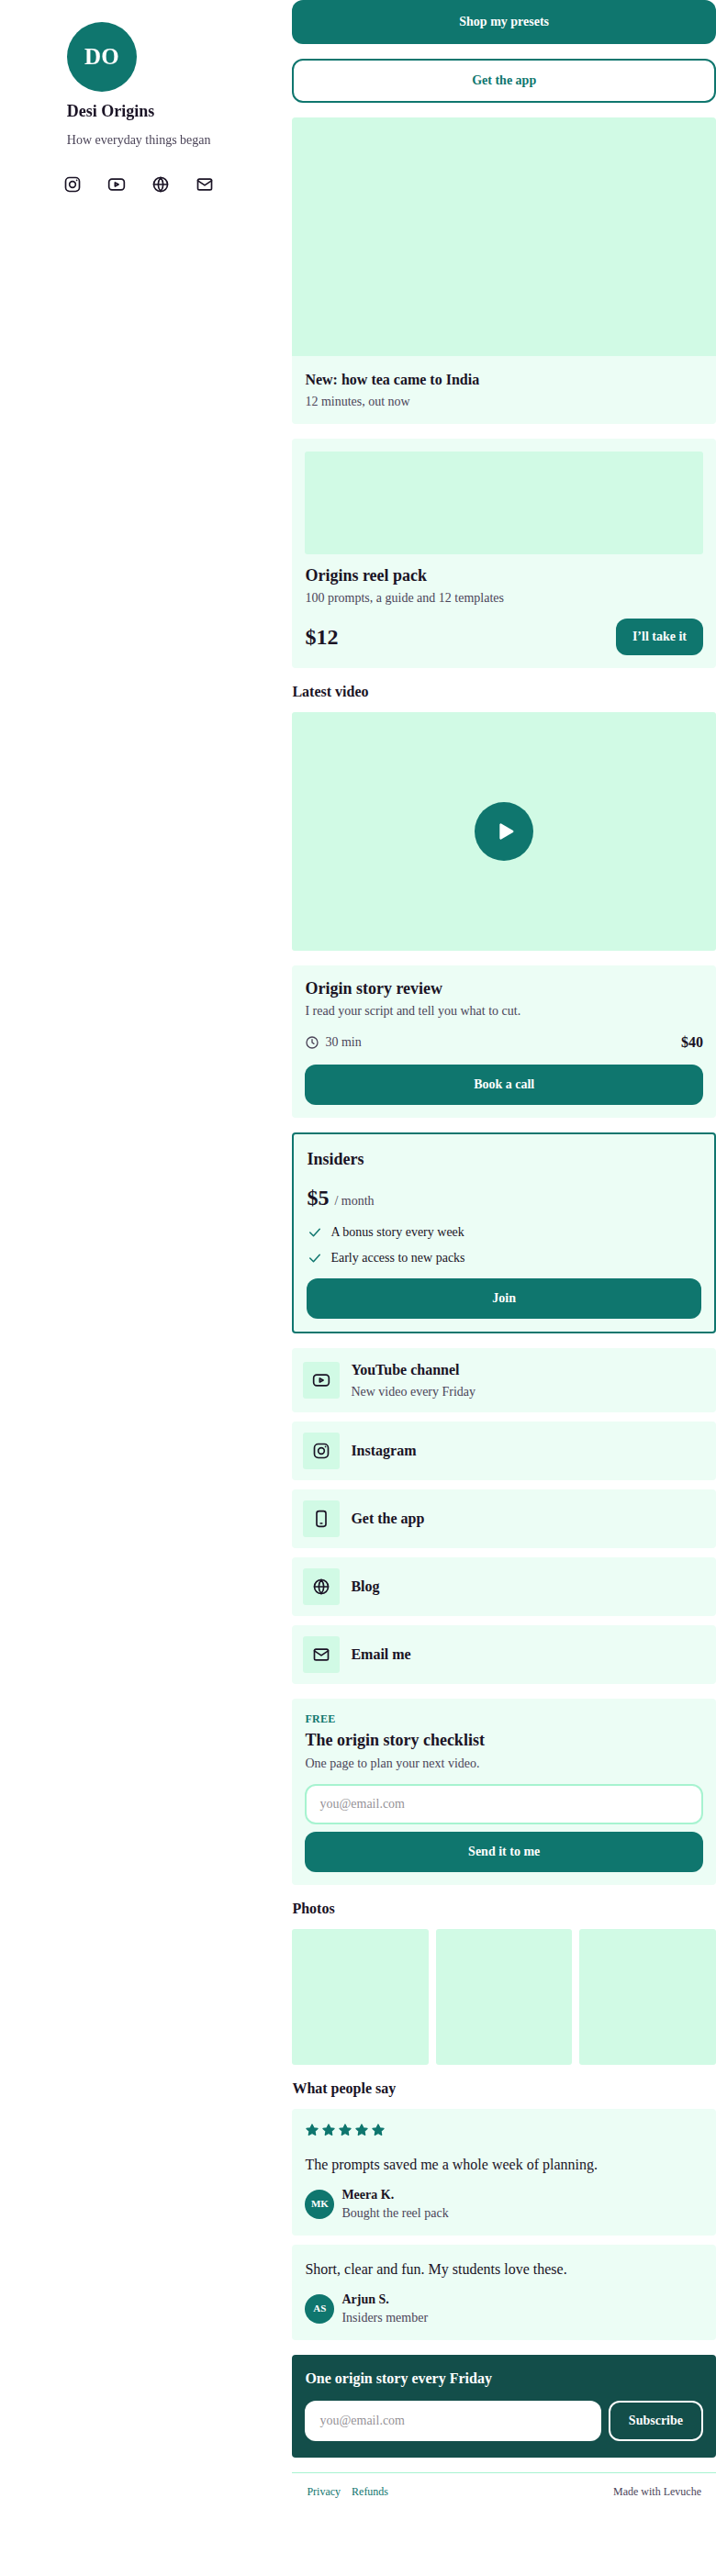 DO
Desi Origins
How everyday things began
Shop my presets
Get the app
New: how tea came to India
12 minutes, out now
Origins reel pack
100 prompts, a guide and 12 templates
$12
I’ll take it
Latest video
Origin story review
I read your script and tell you what to cut.
30 min
$40
Book a call
Insiders
$5 / month
A bonus story every week
Early access to new packs
Join
YouTube channel
New video every Friday
Instagram
Get the app
Blog
Email me
FREE
The origin story checklist
One page to plan your next video.
you@email.com
Send it to me
Photos
What people say
The prompts saved me a whole week of planning.
MK
Meera K.
Bought the reel pack
Short, clear and fun. My students love these.
AS
Arjun S.
Insiders member
One origin story every Friday
you@email.com
Subscribe
Privacy
Refunds
Made with Levuche